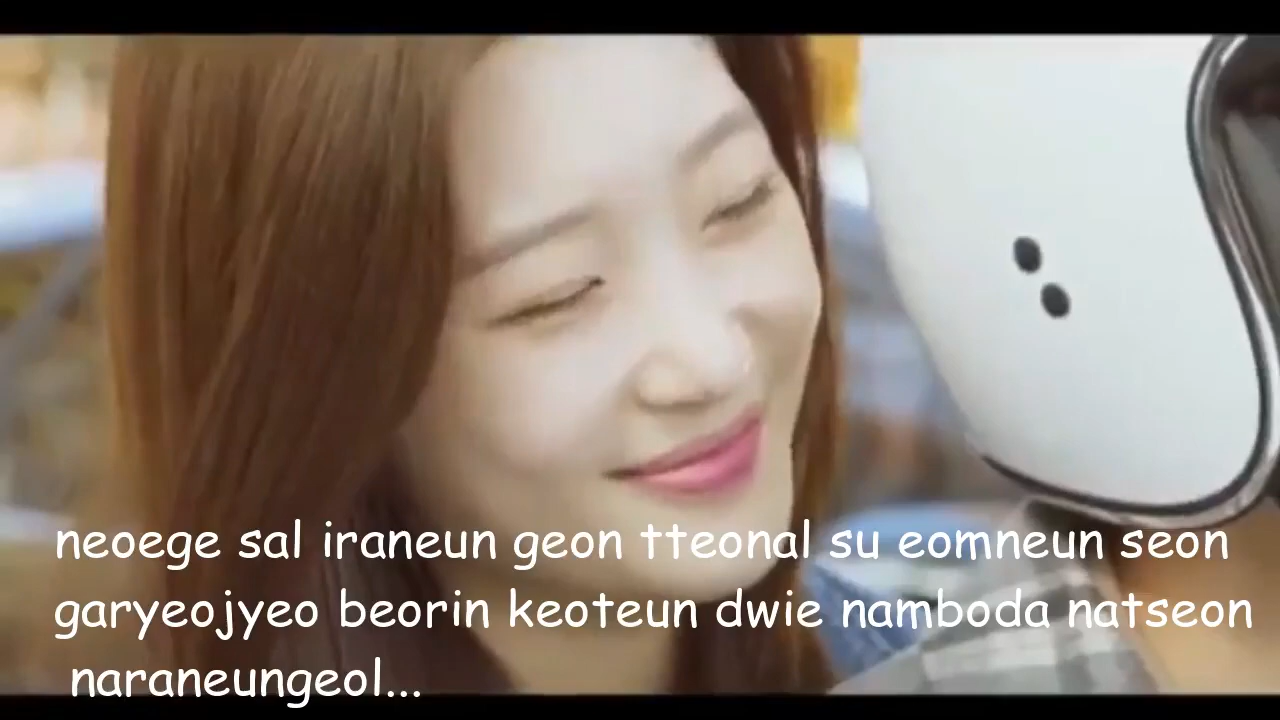 neoege sal iraneun geon tteonal su eomneun seon
garyeojyeo beorin keoteun dwie namboda natseon
naraneungeol...